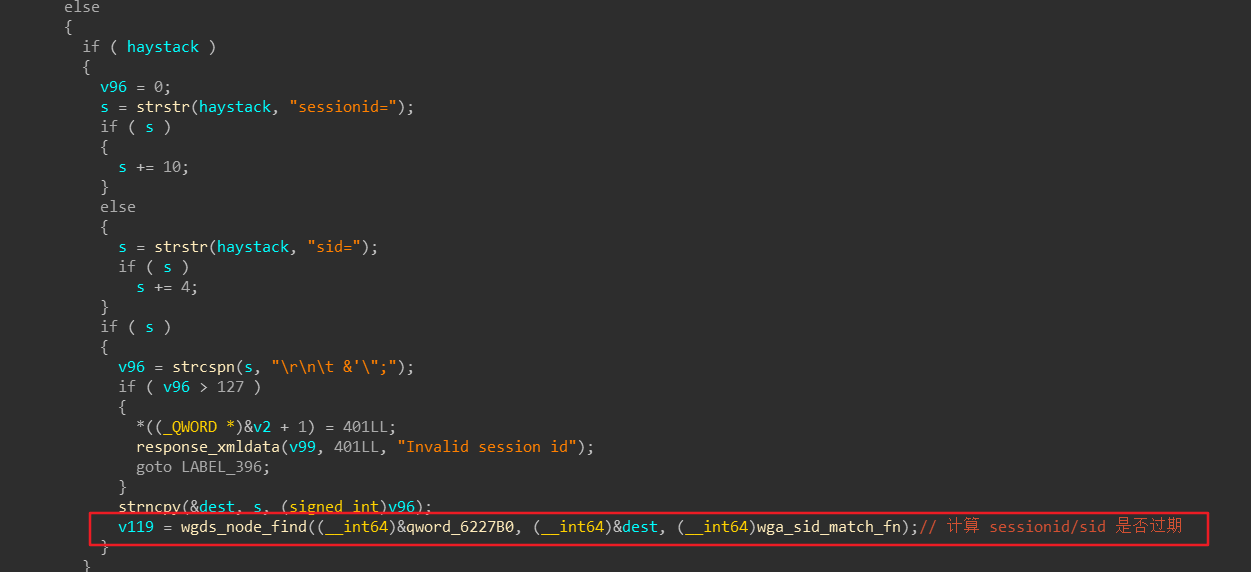 else
{
if ( haystack )
{
v96 = 0;
s = strstr(haystack, "sessionid=");
if ( s )
{
s += 10;
}
else
{
s = strstr(haystack, "sid=");
if ( s )
s += 4;
}
if ( s )
{
v96 = strcspn(s, "\r\n\t &'\";");
if ( v96 > 127 )
{
*((_QWORD *)&v2 + 1) = 401LL;
response_xmldata(v99, 401LL, "Invalid session id");
goto LABEL_396;
}
strncpy(&dest, s, (signed int)v96);
v119 = wgds_node_find((__int64)&qword_6227B0, (__int64)&dest, (__int64)wga_sid_match_fn);// 计算 sessionid/sid 是否过期
}
}